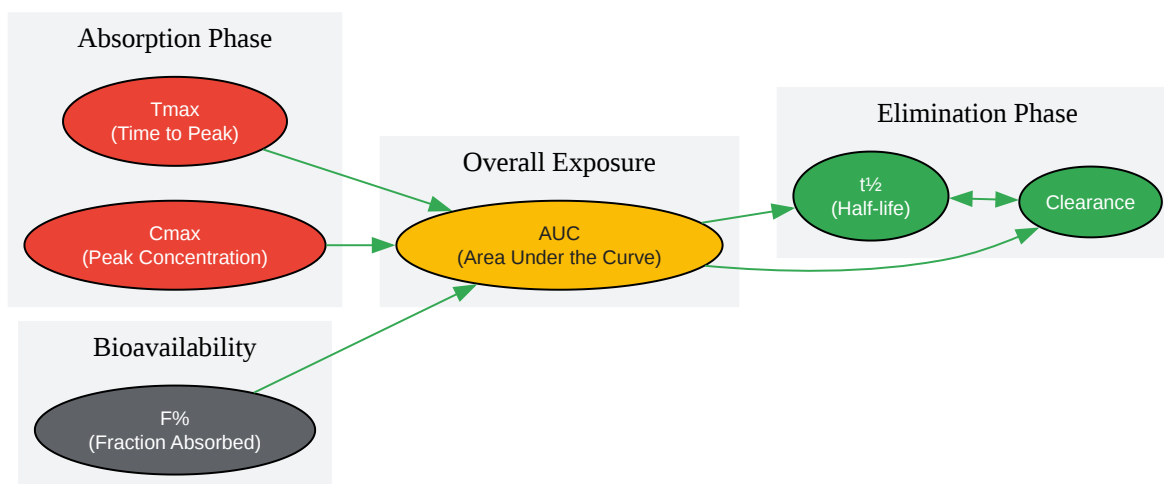 Absorption Phase
Tmax
(Time to Peak)
Cmax
(Peak Concentration)
Bioavailability
F%
(Fraction Absorbed)
Overall Exposure
AUC
(Area Under the Curve)
Elimination Phase
t½
(Half-life)
Clearance